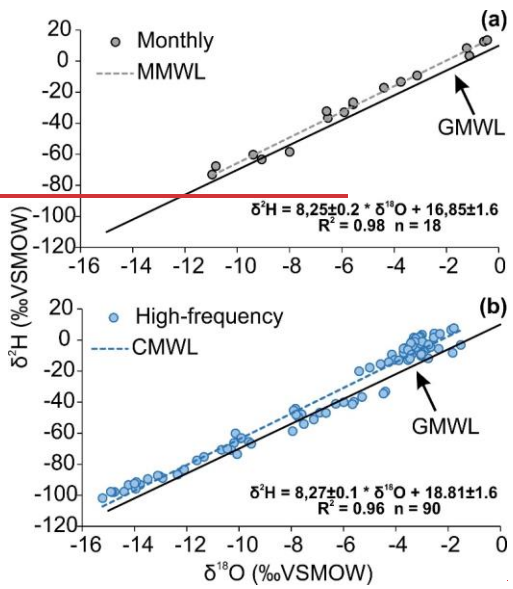 (a)
20
Monthly
0
MMWL
-20
GMWL
-40
-60
-80
δ²H = 8,25±0.2 * δ¹⁸O + 16,85±1.6
-100
R² = 0.98 n = 18
-120
-16 -14 -12 -10 -8 -6 -4 -2 0
δ²H (‰VSMOW)
(b)
20
High-frequency
0
CMWL
-20
-40
GMWL
-60
-80
δ²H = 8,27±0.1 * δ¹⁸O + 18.81±1.6
-100
R² = 0.96 n = 90
-120
-16 -14 -12 -10 -8 -6 -4 -2 0
δ¹⁸O (‰VSMOW)